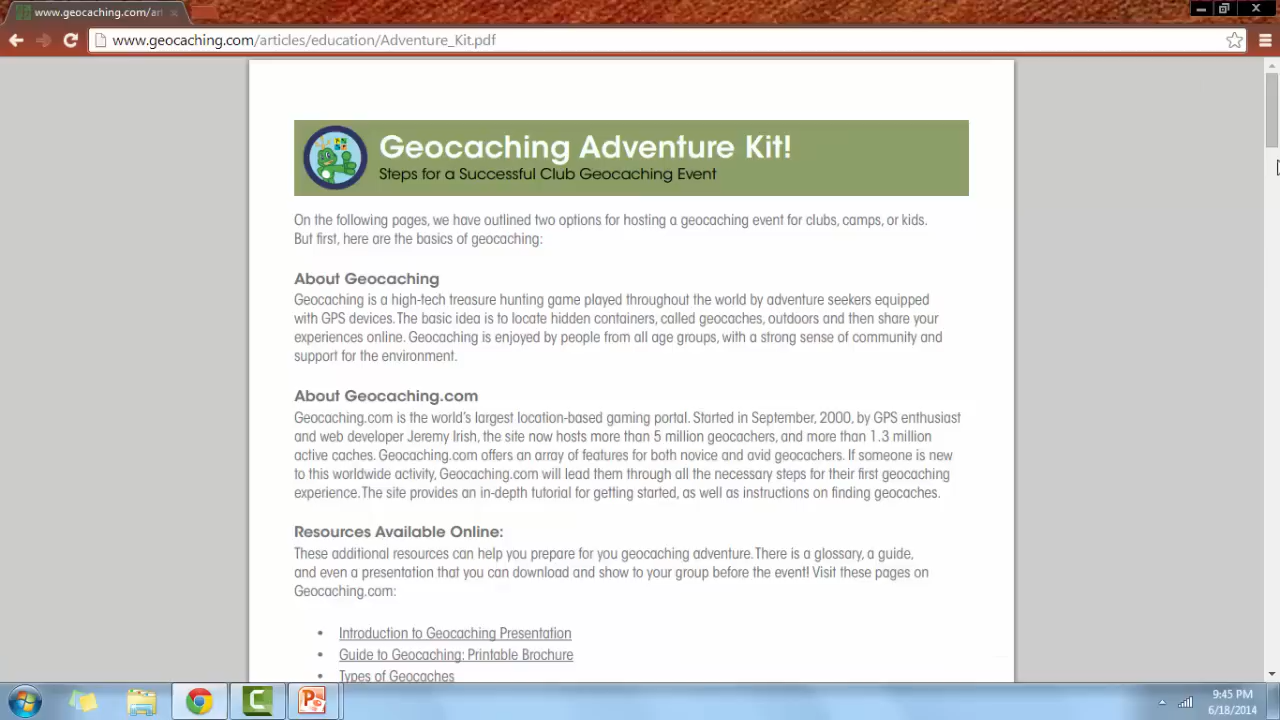 www.geocaching.com/art
www.geocaching.com/articles/education/Adventure_Kit.pdf
Geocaching Adventure Kit!
Steps for a Successful Club Geocaching Event
On the following pages, we have outlined two options for hosting a geocaching event for clubs, camps, or kids.
But first, here are the basics of geocaching:
About Geocaching
Geocaching is a high-tech treasure hunting game played throughout the world by adventure seekers equipped
with GPS devices. The basic idea is to locate hidden containers, called geocaches, outdoors and then share your
experiences online. Geocaching is enjoyed by people from all age groups, with a strong sense of community and
support for the environment.
About Geocaching.com
Geocaching.com is the world's largest location-based gaming portal. Started in September, 2000, by GPS enthusiast
and web developer Jeremy Irish, the site now hosts more than 5 million geocachers, and more than 1.3 million
active caches. Geocaching.com offers an array of features for both novice and avid geocachers. If someone is new
to this worldwide activity, Geocaching.com will lead them through all the necessary steps for their first geocaching
experience. The site provides an in-depth tutorial for getting started, as well as instructions on finding geocaches.
Resources Available Online:
These additional resources can help you prepare for you geocaching adventure. There is a glossary, a guide,
and even a presentation that you can download and show to your group before the event! Visit these pages on
Geocaching.com:
• Introduction to Geocaching Presentation
• Guide to Geocaching: Printable Brochure
• Types of Geocaches
9:45 PM
6/18/2014